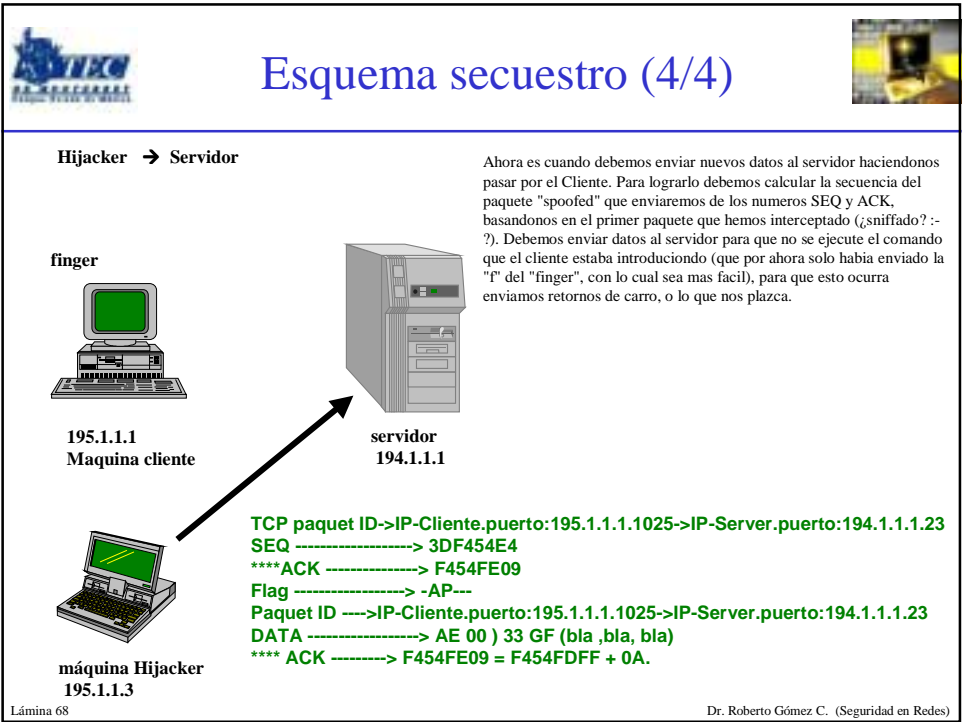 TEC
DE MONTERREY
Esquema secuestro (4/4)
Hijacker → Servidor
Ahora es cuando debemos enviar nuevos datos al servidor haciendonos
pasar por el Cliente. Para lograrlo debemos calcular la secuencia del
paquete "spoofed" que enviaremos de los numeros SEQ y ACK,
basandonos en el primer paquete que hemos interceptado (¿sniffado? :-
?). Debemos enviar datos al servidor para que no se ejecute el comando
que el cliente estaba introduciondo (que por ahora solo habia enviado la
"f" del "finger", con lo cual sea mas facil), para que esto ocurra
enviamos retornos de carro, o lo que nos plazca.
finger
195.1.1.1
Maquina cliente
servidor
194.1.1.1
TCP paquet ID->IP-Cliente.puerto:195.1.1.1.1025->IP-Server.puerto:194.1.1.1.23
SEQ -------------------> 3DF454E4
****ACK ---------------> F454FE09
Flag ------------------> -AP---
Paquet ID ---->IP-Cliente.puerto:195.1.1.1.1025->IP-Server.puerto:194.1.1.1.23
DATA ------------------> AE 00 ) 33 GF (bla ,bla, bla)
**** ACK ---------> F454FE09 = F454FDFF + 0A.
máquina Hijacker
195.1.1.3
Lámina 68
Dr. Roberto Gómez C. (Seguridad en Redes)